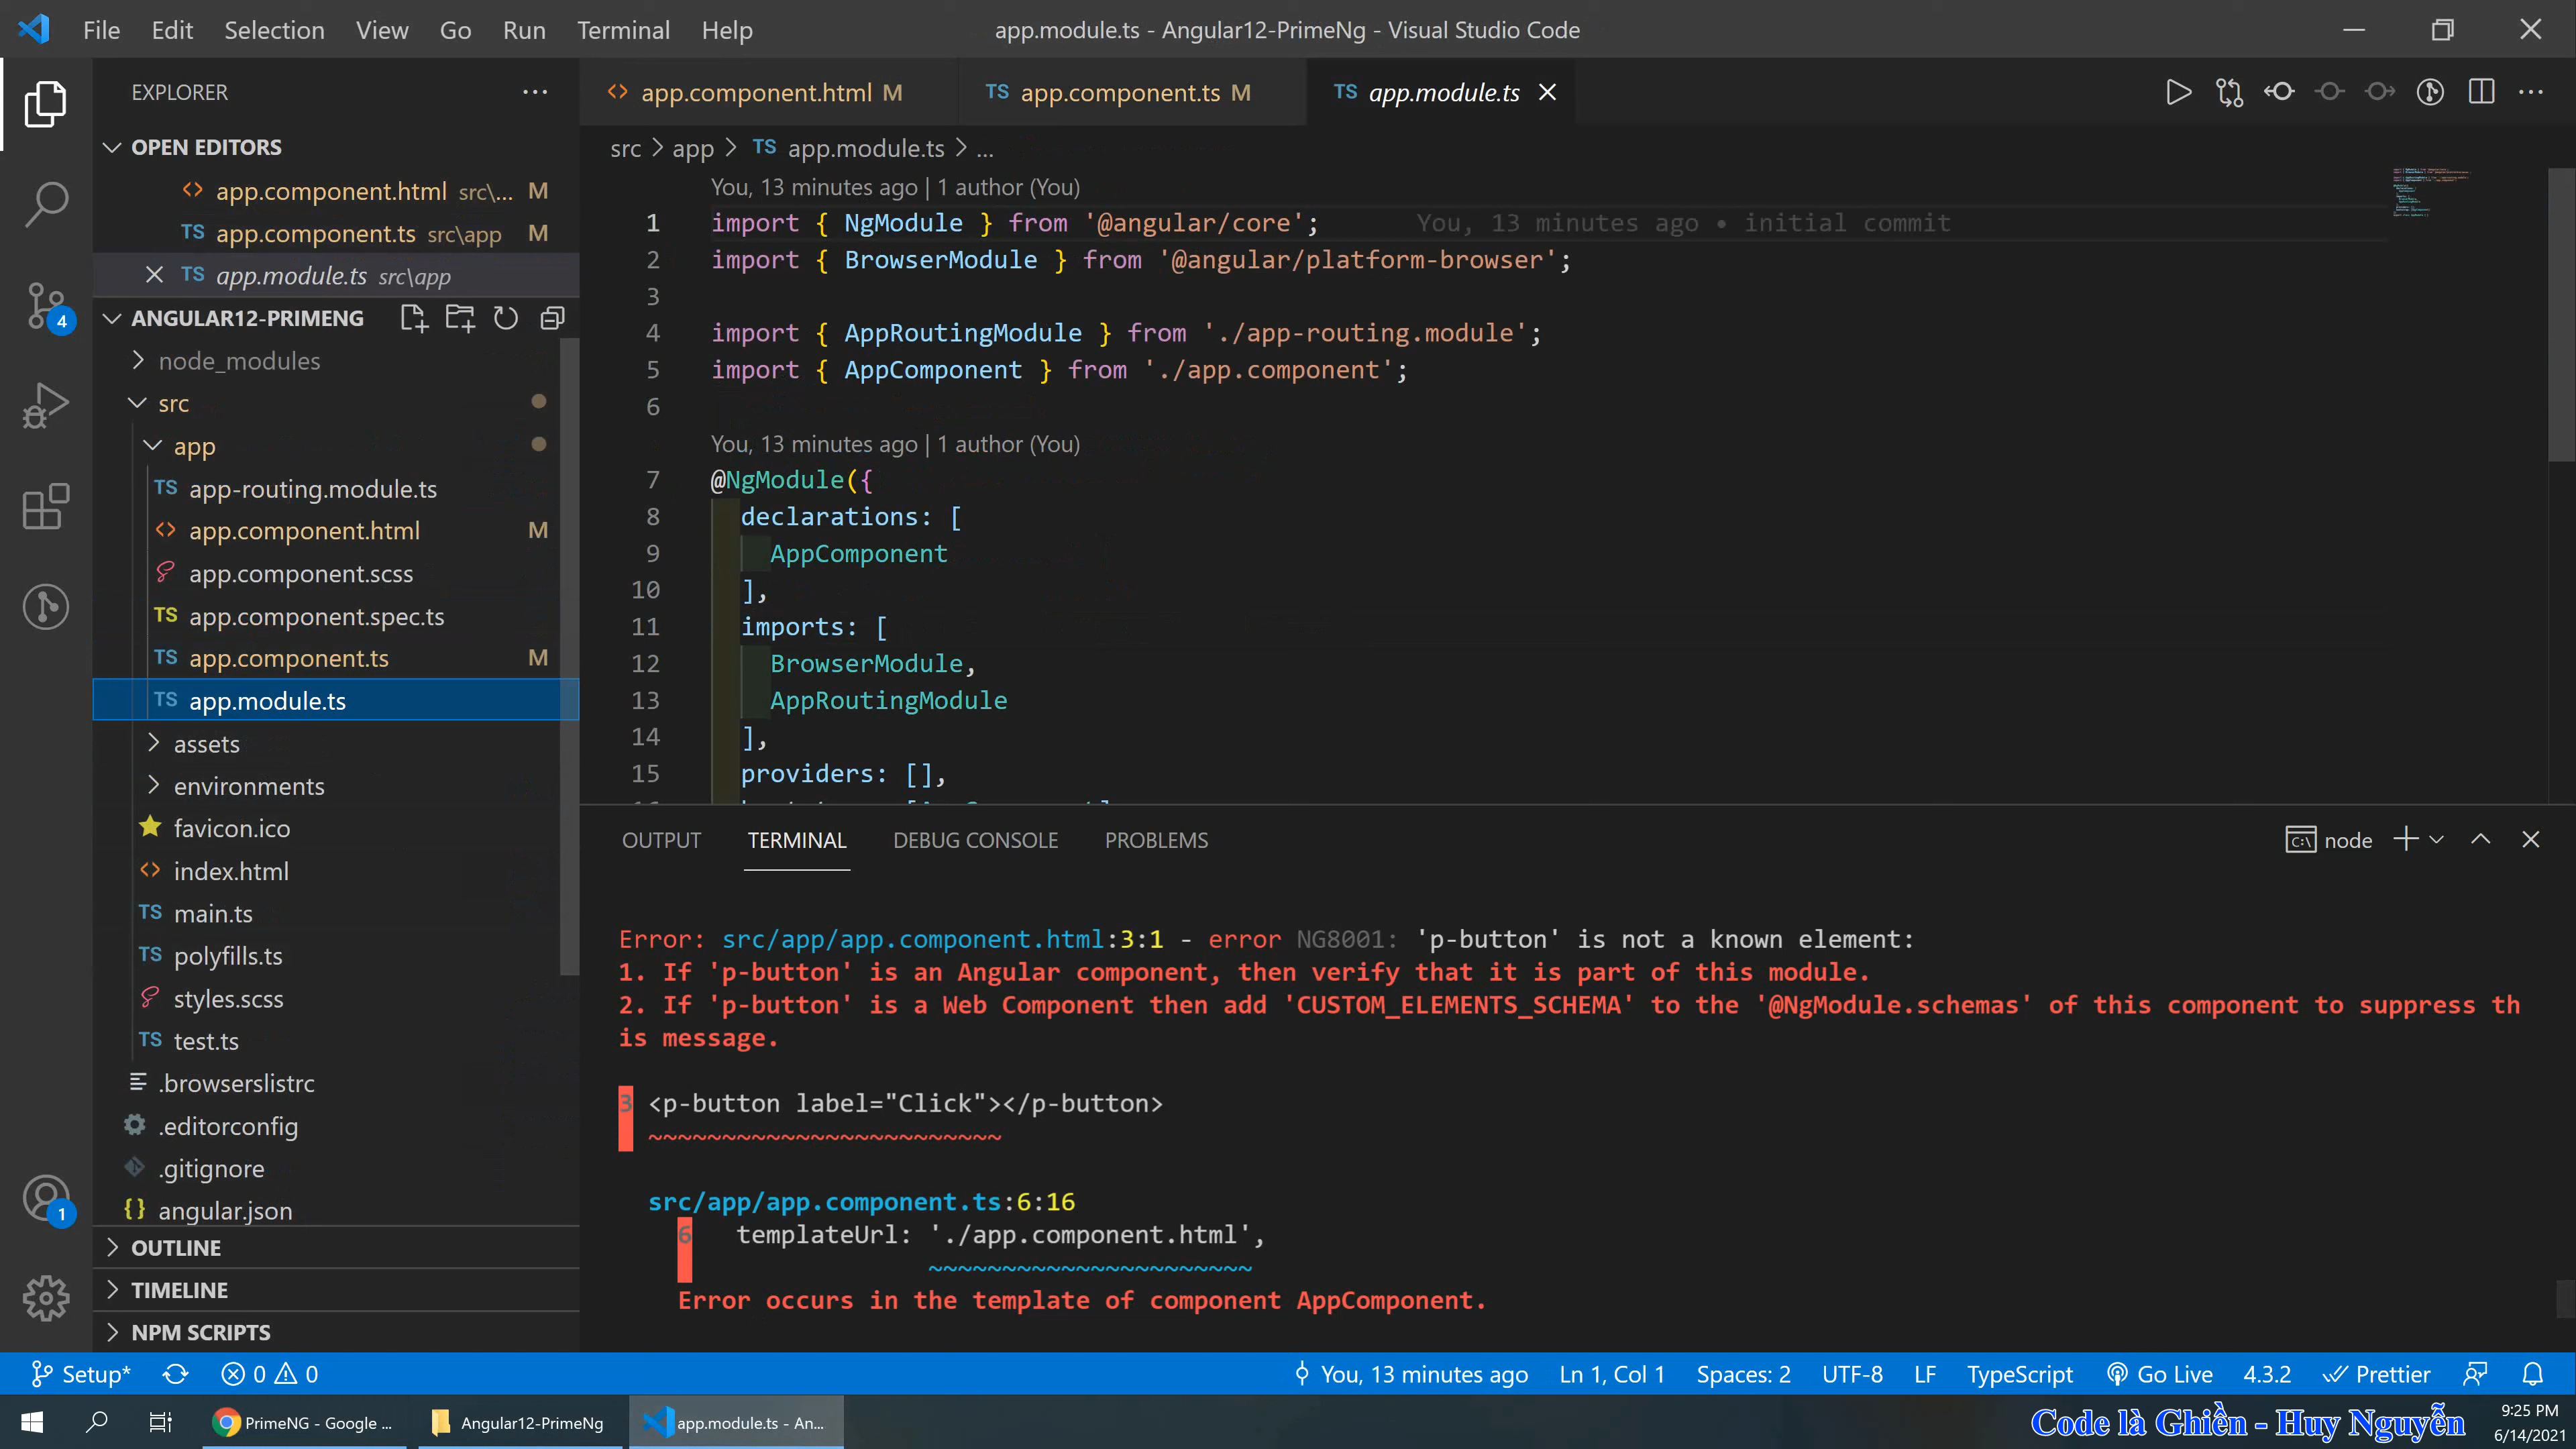 File Edit Selection View Go Run Terminal Help
app.module.ts - Angular12-PrimeNg - Visual Studio Code
EXPLORER
OPEN EDITORS
app.component.html src\... M
app.component.ts src\app M
app.module.ts src\app
ANGULAR12-PRIMENG
node_modules
src
app
app-routing.module.ts
app.component.html M
app.component.scss
app.component.spec.ts
app.component.ts M
app.module.ts
assets
environments
favicon.ico
index.html
main.ts
polyfills.ts
styles.scss
test.ts
.browserslistrc
.editorconfig
.gitignore
angular.json
OUTLINE
TIMELINE
NPM SCRIPTS
4
1
app.component.html M
app.component.ts M
app.module.ts
src > app > TS app.module.ts > ...
You, 13 minutes ago | 1 author (You)
1 import { NgModule } from '@angular/core'; You, 13 minutes ago • initial commit
2 import { BrowserModule } from '@angular/platform-browser';
3
4 import { AppRoutingModule } from './app-routing.module';
5 import { AppComponent } from './app.component';
6
You, 13 minutes ago | 1 author (You)
7 @NgModule({
8 declarations: [
9 AppComponent
10 ],
11 imports: [
12 BrowserModule,
13 AppRoutingModule
14 ],
15 providers: [],
OUTPUT TERMINAL DEBUG CONSOLE PROBLEMS
node
Error: src/app/app.component.html:3:1 - error NG8001: 'p-button' is not a known element:
1. If 'p-button' is an Angular component, then verify that it is part of this module.
2. If 'p-button' is a Web Component then add 'CUSTOM_ELEMENTS_SCHEMA' to the '@NgModule.schemas' of this component to suppress th
is message.
3 <p-button label="Click"></p-button>
~~~~~~~~~~~~~~~~~~~~~~~~
src/app/app.component.ts:6:16
6 templateUrl: './app.component.html',
~~~~~~~~~~~~~~~~~~~~~~
Error occurs in the template of component AppComponent.
Setup* 0 0 You, 13 minutes ago Ln 1, Col 1 Spaces: 2 UTF-8 LF TypeScript Go Live 4.3.2 Prettier
PrimeNG - Google ... Angular12-PrimeNg app.module.ts - An...
Code là Ghiền - Huy Nguyễn
9:25 PM
6/14/2021